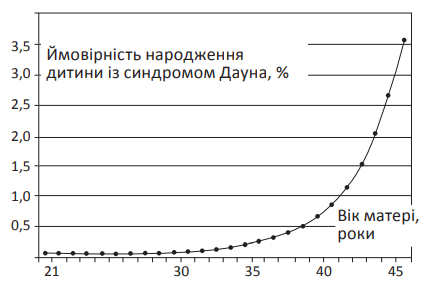 Ймовірність народження
дитини із синдромом Дауна, %
3,5
3,0
2,5
2,0
1,5
1,0
0,5
Вік матері,
роки
21 30 35 40 45